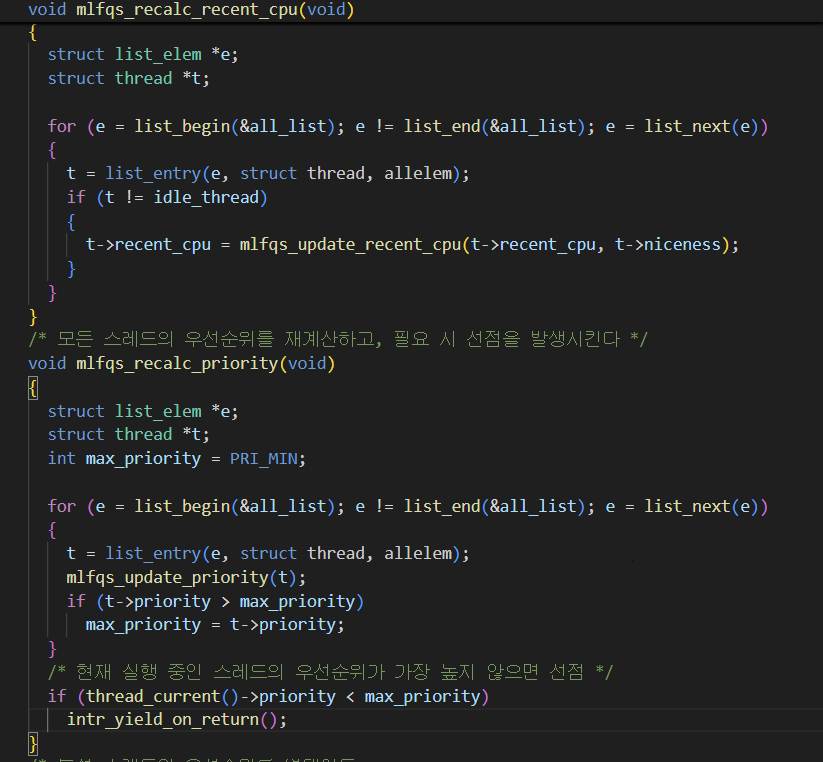 void mlfqs_recalc_recent_cpu(void)
{
struct list_elem *e;
struct thread *t;
for (e = list_begin(&all_list); e != list_end(&all_list); e = list_next(e))
{
t = list_entry(e, struct thread, allelem);
if (t != idle_thread)
{
t->recent_cpu = mlfqs_update_recent_cpu(t->recent_cpu, t->niceness);
}
}
}
/* 모든 스레드의 우선순위를 재계산하고, 필요 시 선점을 발생시킨다 */
void mlfqs_recalc_priority(void)
{
struct list_elem *e;
struct thread *t;
int max_priority = PRI_MIN;
for (e = list_begin(&all_list); e != list_end(&all_list); e = list_next(e))
{
t = list_entry(e, struct thread, allelem);
mlfqs_update_priority(t);
if (t->priority > max_priority)
max_priority = t->priority;
}
/* 현재 실행 중인 스레드의 우선순위가 가장 높지 않으면 선점 */
if (thread_current()->priority < max_priority)
intr_yield_on_return();
}